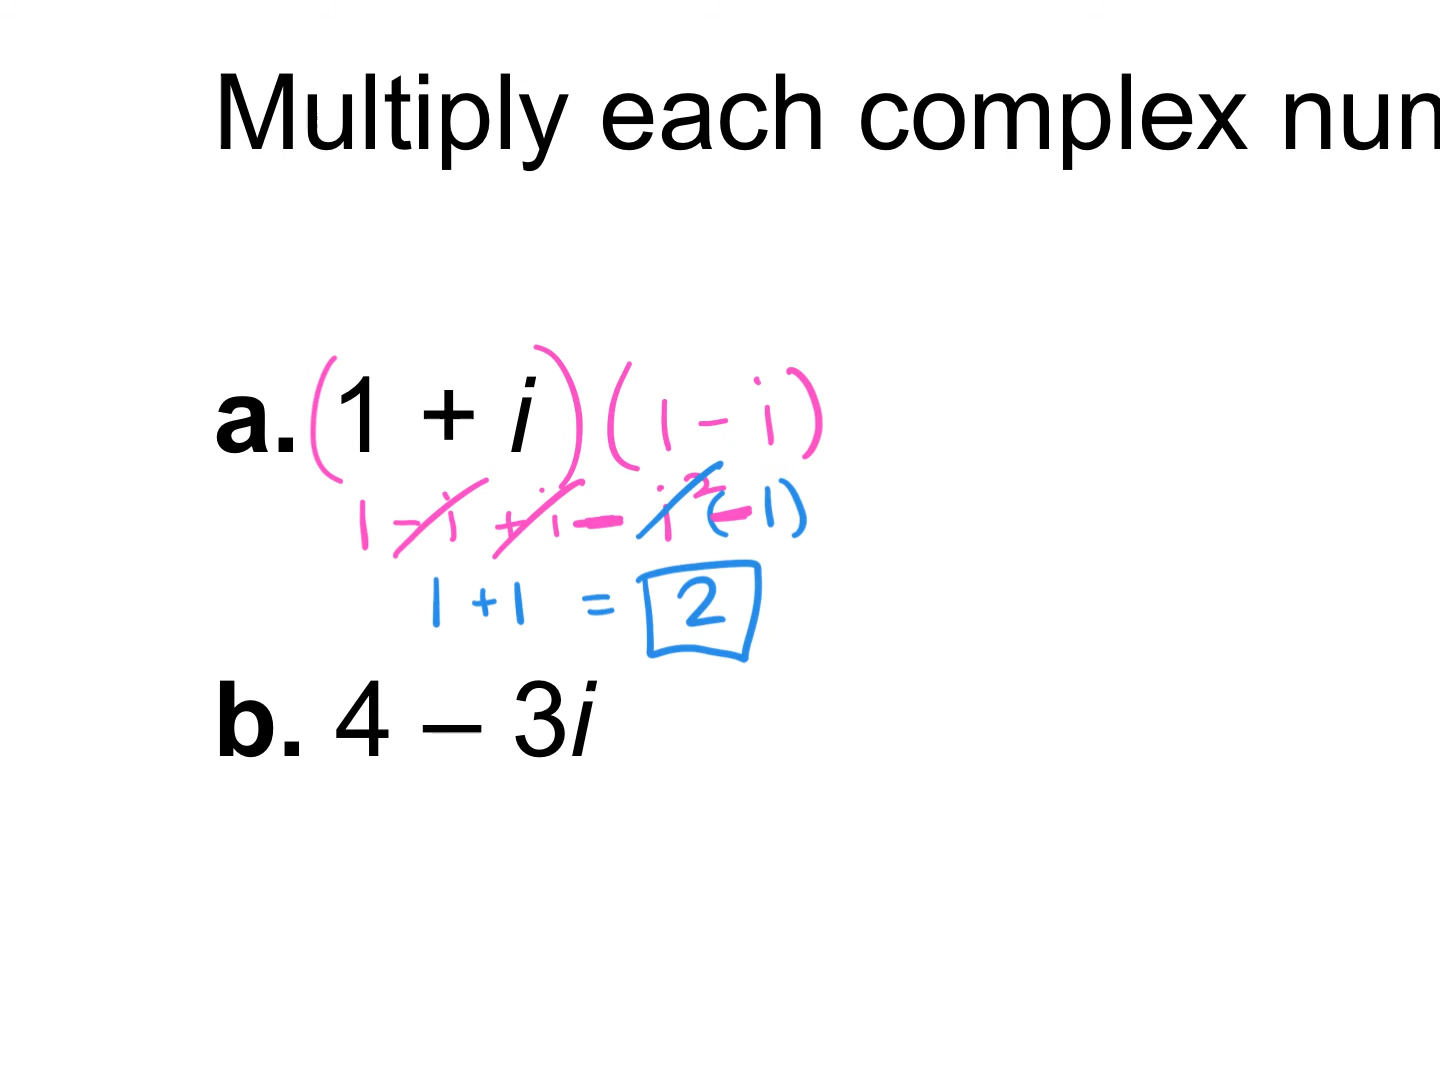 Multiply each complex num
a. (1 + i) (1 - i)
1 - i + i - i² (-1)
1 + 1 = 2
b. 4 – 3i